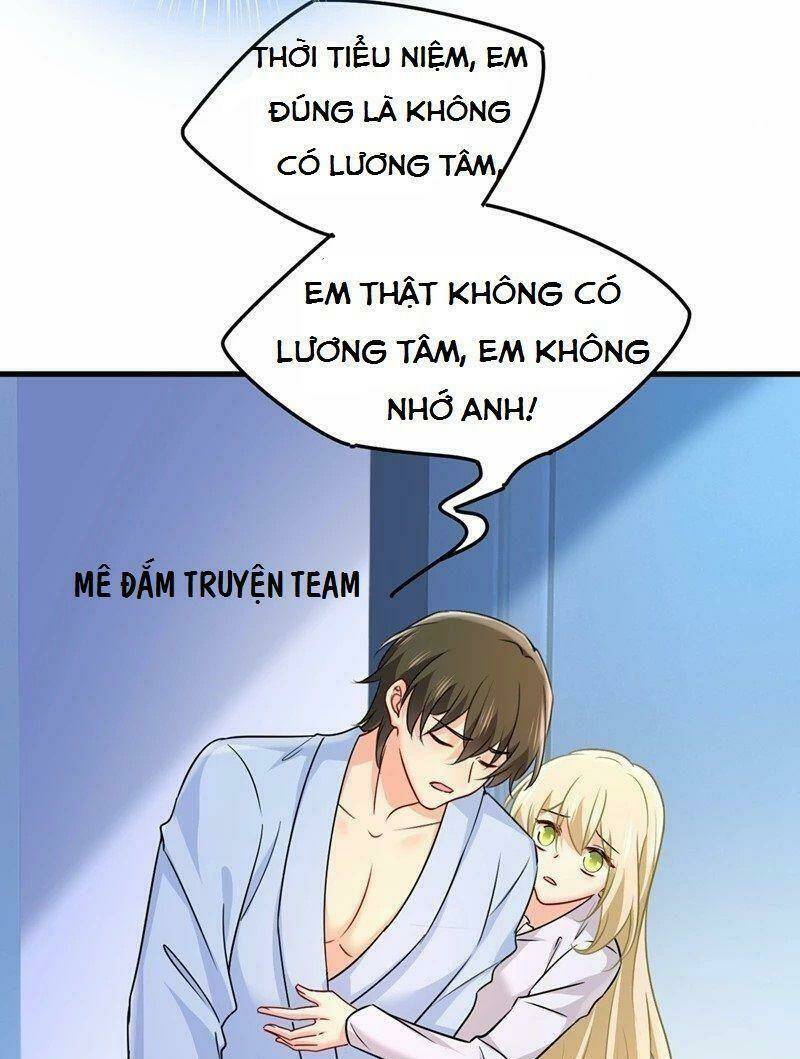 THỜI TIỂU NIỆM, EM
ĐÚNG LÀ KHÔNG
CÓ LƯƠNG TÂM,
EM THẬT KHÔNG CÓ
LƯƠNG TÂM, EM KHÔNG
NHỚ ANH!
MÊ ĐẮM TRUYỆN TEAM